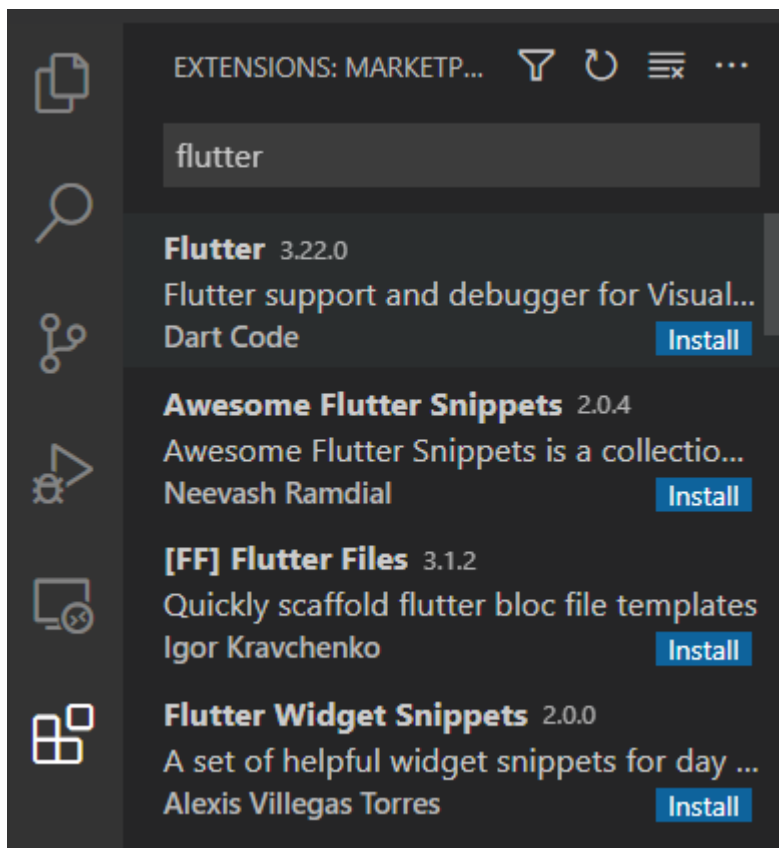 EXTENSIONS: MARKETP...
flutter
Flutter 3.22.0
Flutter support and debugger for Visual...
Dart Code Install
Awesome Flutter Snippets 2.0.4
Awesome Flutter Snippets is a collectio...
Neevash Ramdial Install
[FF] Flutter Files 3.1.2
Quickly scaffold flutter bloc file templates
Igor Kravchenko Install
Flutter Widget Snippets 2.0.0
A set of helpful widget snippets for day ...
Alexis Villegas Torres Install